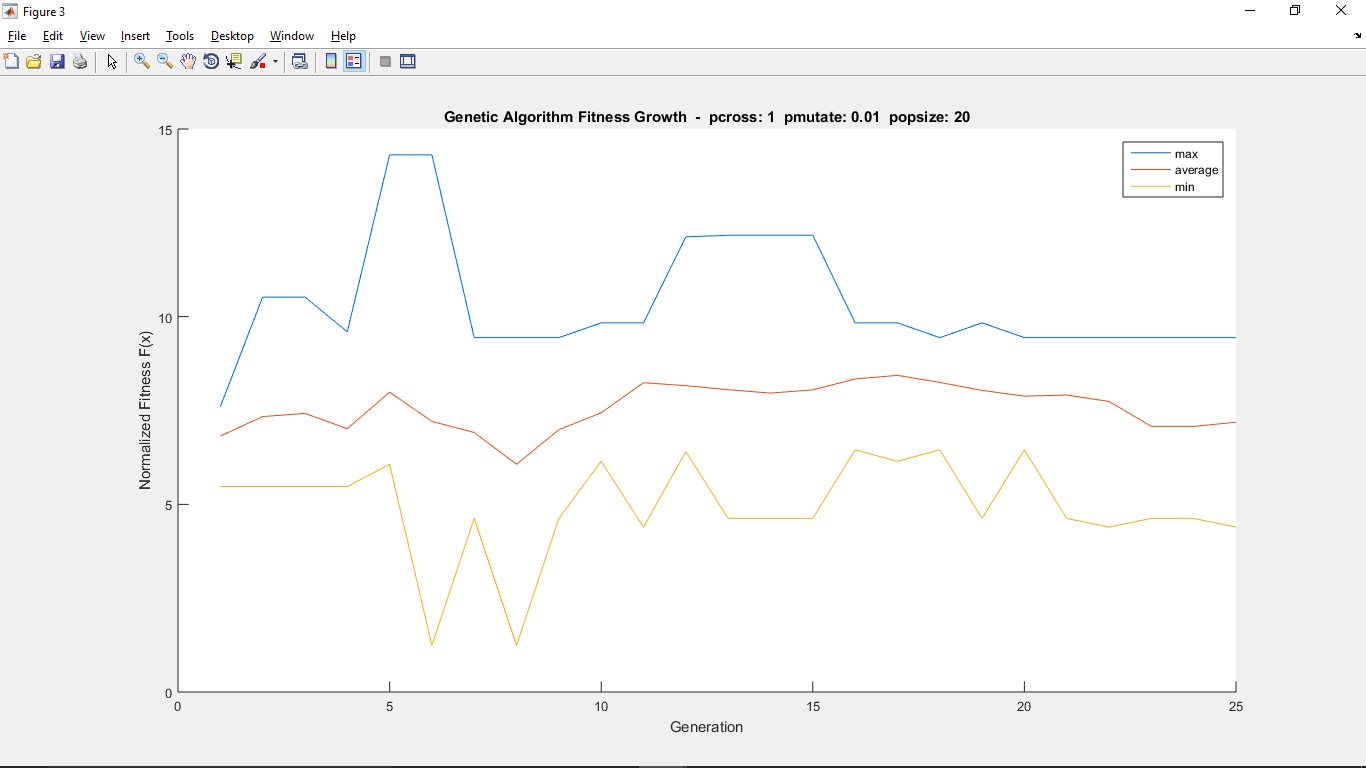 Figure 3
File Edit View Insert Tools Desktop Window Help
Genetic Algorithm Fitness Growth - pcross: 1 pmutate: 0.01 popsize: 20
15
10
5
0
Normalized Fitness F(x)
max
average
min
0 5 10 15 20 25
Generation